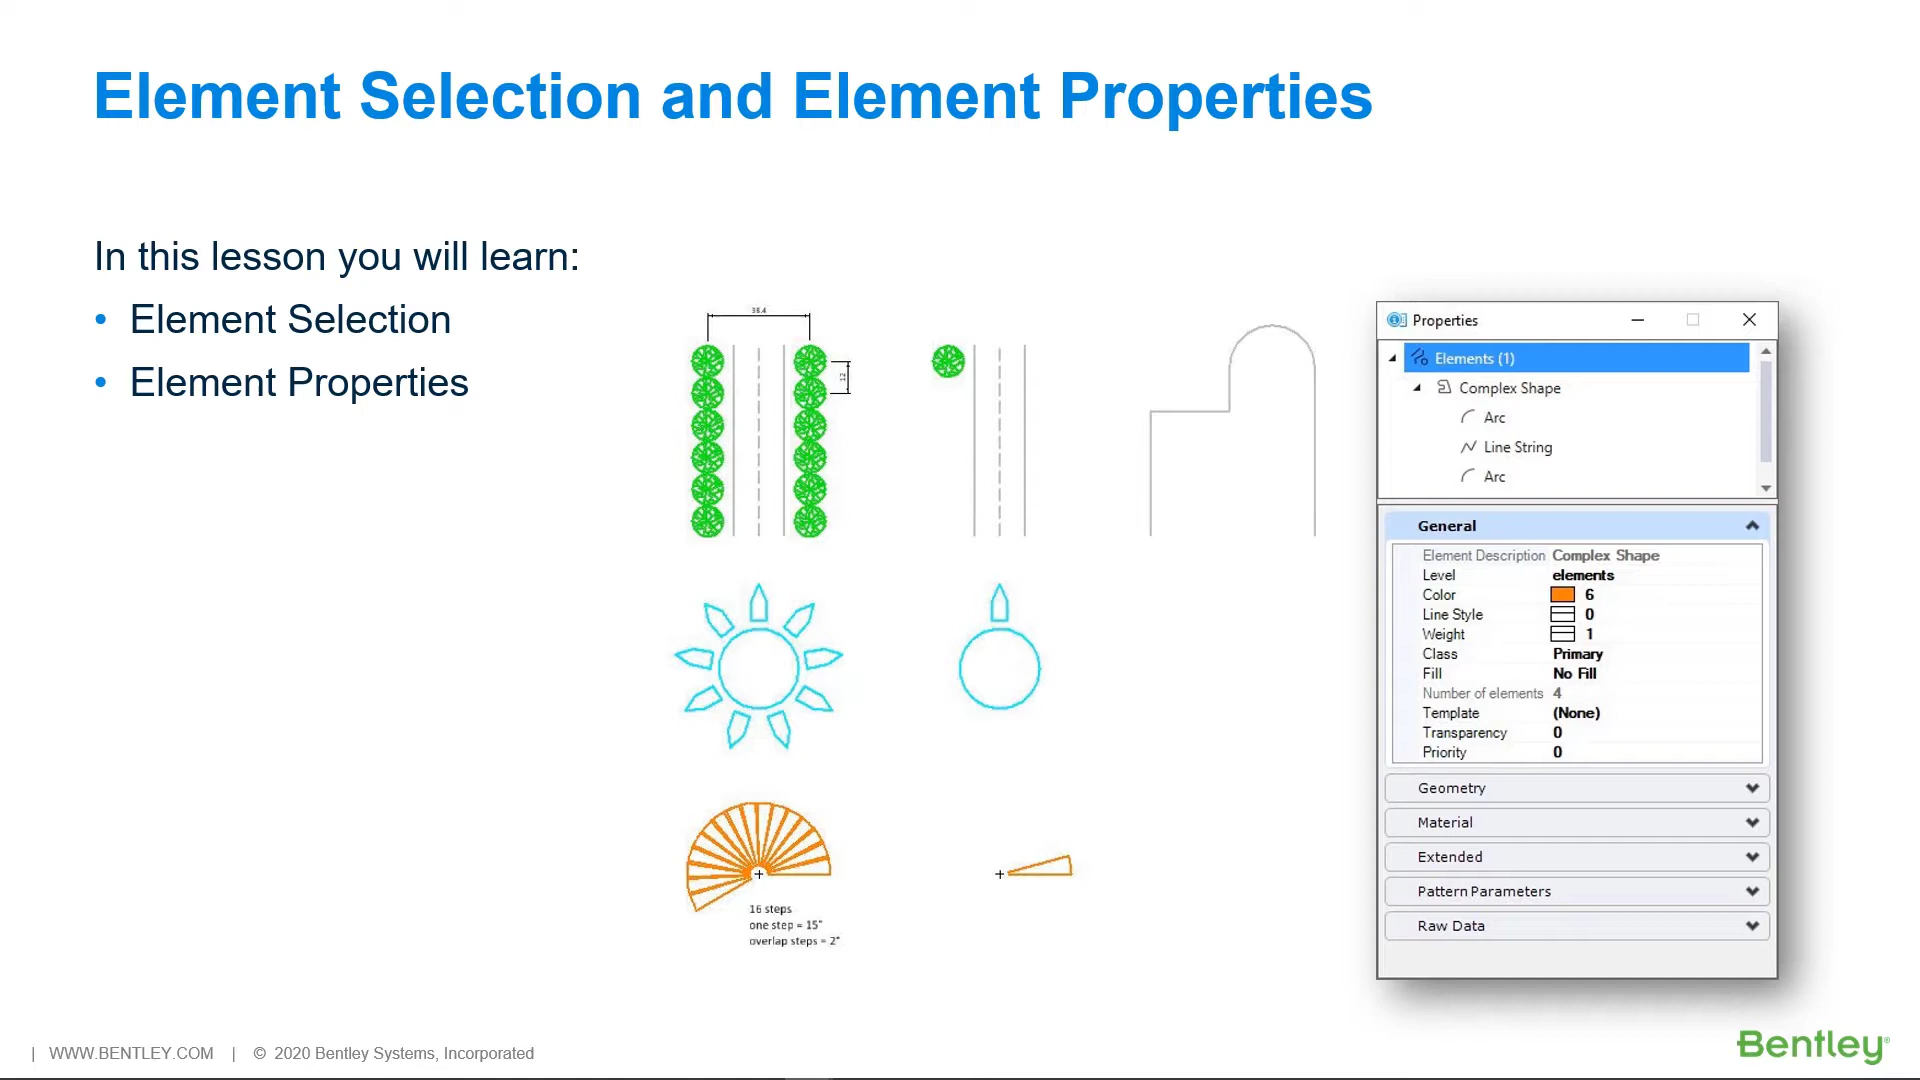 Element Selection and Element Properties
In this lesson you will learn:
• Element Selection
• Element Properties
38.4
12
16 steps
one step = 15°
overlap steps = 2°
Properties
Elements (1)
Complex Shape
Arc
Line String
Arc
General
Element Description Complex Shape
Level elements
Color 6
Line Style 0
Weight 1
Class Primary
Fill No Fill
Number of elements 4
Template (None)
Transparency 0
Priority 0
Geometry
Material
Extended
Pattern Parameters
Raw Data
| WWW.BENTLEY.COM | © 2020 Bentley Systems, Incorporated
Bentley®